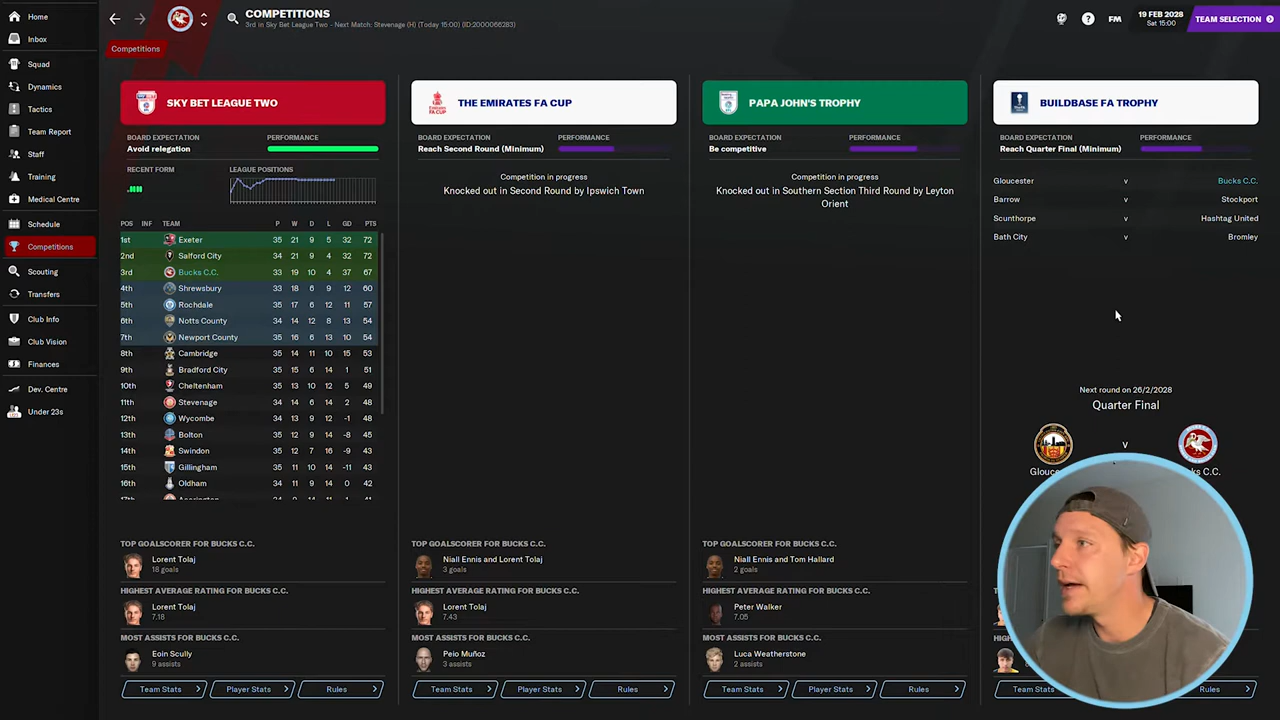 Home
Inbox
Squad
Dynamics
Tactics
Team Report
Staff
Training
Medical Centre
Schedule
Competitions
Scouting
Transfers
Club Info
Club Vision
Finances
Dev. Centre
Under 23s
COMPETITIONS
3rd in Sky Bet League Two - Next Match: Stevenage (H) (Today 15:00) (ID:2000066283)
FM
19 FEB 2028
Sat 15:00
TEAM SELECTION
Competitions
SKY BET LEAGUE TWO
BOARD EXPECTATION PERFORMANCE
Avoid relegation
RECENT FORM LEAGUE POSITIONS
POS INF TEAM P W D L GD PTS
1st Exeter 35 21 9 5 32 72
2nd Salford City 34 21 9 4 32 72
3rd Bucks C.C. 33 19 10 4 37 67
4th Shrewsbury 33 18 6 9 12 60
5th Rochdale 35 17 6 12 11 57
6th Notts County 34 14 12 8 13 54
7th Newport County 35 16 6 13 10 54
8th Cambridge 35 14 11 10 15 53
9th Bradford City 35 15 6 14 1 51
10th Cheltenham 35 13 10 12 5 49
11th Stevenage 34 14 6 14 2 48
12th Wycombe 34 13 9 12 -1 48
13th Bolton 35 12 9 14 -8 45
14th Swindon 35 12 7 16 -9 43
15th Gillingham 35 11 10 14 -11 43
16th Oldham 34 11 9 14 0 42
TOP GOALSCORER FOR BUCKS C.C.
Lorent Tolaj
18 goals
HIGHEST AVERAGE RATING FOR BUCKS C.C.
Lorent Tolaj
7.18
MOST ASSISTS FOR BUCKS C.C.
Eoin Scully
9 assists
Team Stats
Player Stats
Rules
THE EMIRATES FA CUP
BOARD EXPECTATION PERFORMANCE
Reach Second Round (Minimum)
Competition in progress
Knocked out in Second Round by Ipswich Town
TOP GOALSCORER FOR BUCKS C.C.
Niall Ennis and Lorent Tolaj
3 goals
HIGHEST AVERAGE RATING FOR BUCKS C.C.
Lorent Tolaj
7.43
MOST ASSISTS FOR BUCKS C.C.
Peio Muñoz
3 assists
Team Stats
Player Stats
Rules
PAPA JOHN'S TROPHY
BOARD EXPECTATION PERFORMANCE
Be competitive
Competition in progress
Knocked out in Southern Section Third Round by Leyton
Orient
TOP GOALSCORER FOR BUCKS C.C.
Niall Ennis and Tom Hallard
2 goals
HIGHEST AVERAGE RATING FOR BUCKS C.C.
Peter Walker
7.05
MOST ASSISTS FOR BUCKS C.C.
Luca Weatherstone
2 assists
Team Stats
Player Stats
Rules
BUILDBASE FA TROPHY
BOARD EXPECTATION PERFORMANCE
Reach Quarter Final (Minimum)
Gloucester v Bucks C.C.
Barrow v Stockport
Scunthorpe v Hashtag United
Bath City v Bromley
Next round on 26/2/2028
Quarter Final
v
C.C.
Team Stats
Rules